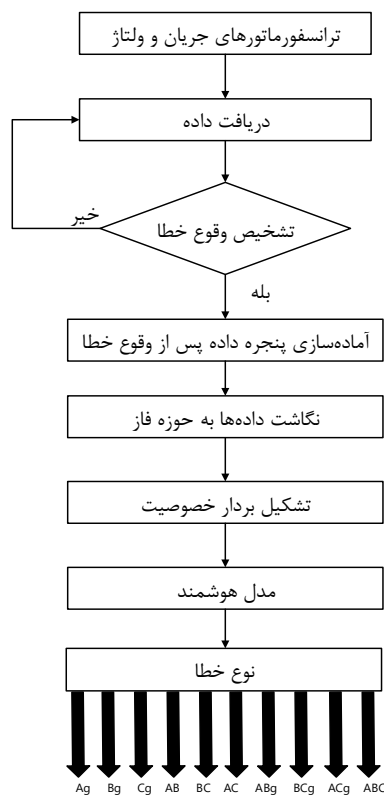 ترانسفورماتورهای جریان و ولتاژ
دریافت داده
خیر
تشخیص وقوع خطا
بله
آماده‌سازی پنجره داده پس از وقوع خطا
نگاشت داده‌ها به حوزه فاز
تشکیل بردار خصوصیت
مدل هوشمند
نوع خطا
Ag Bg Cg AB BC AC ABg BCg ACg ABC